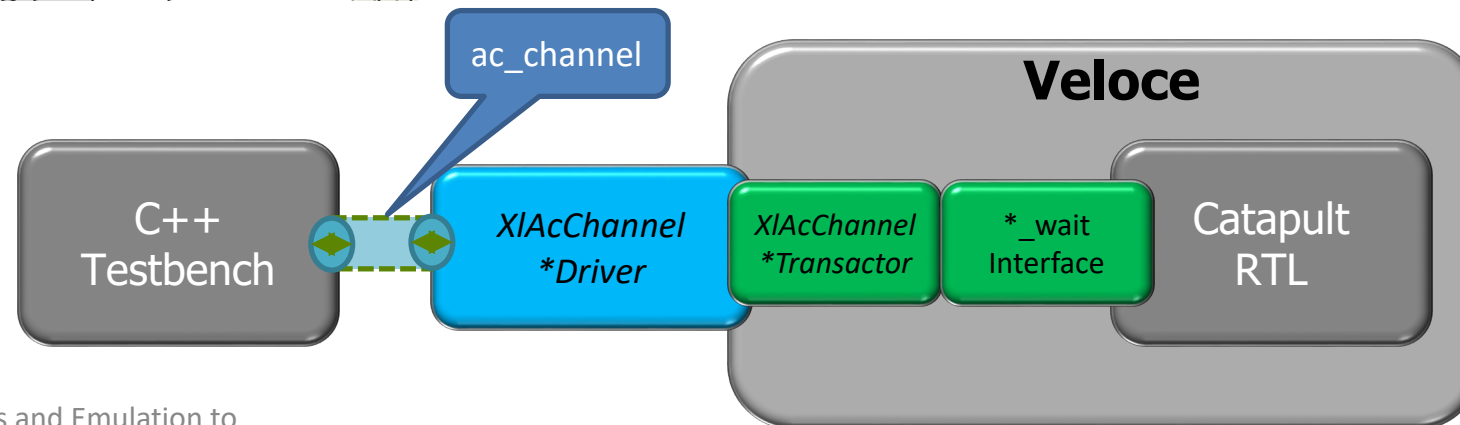 ac_channel
Veloce
C++
Testbench
XlAcChannel
*Driver
XlAcChannel
*Transactor
*_wait
Interface
Catapult
RTL
s and Emulation to